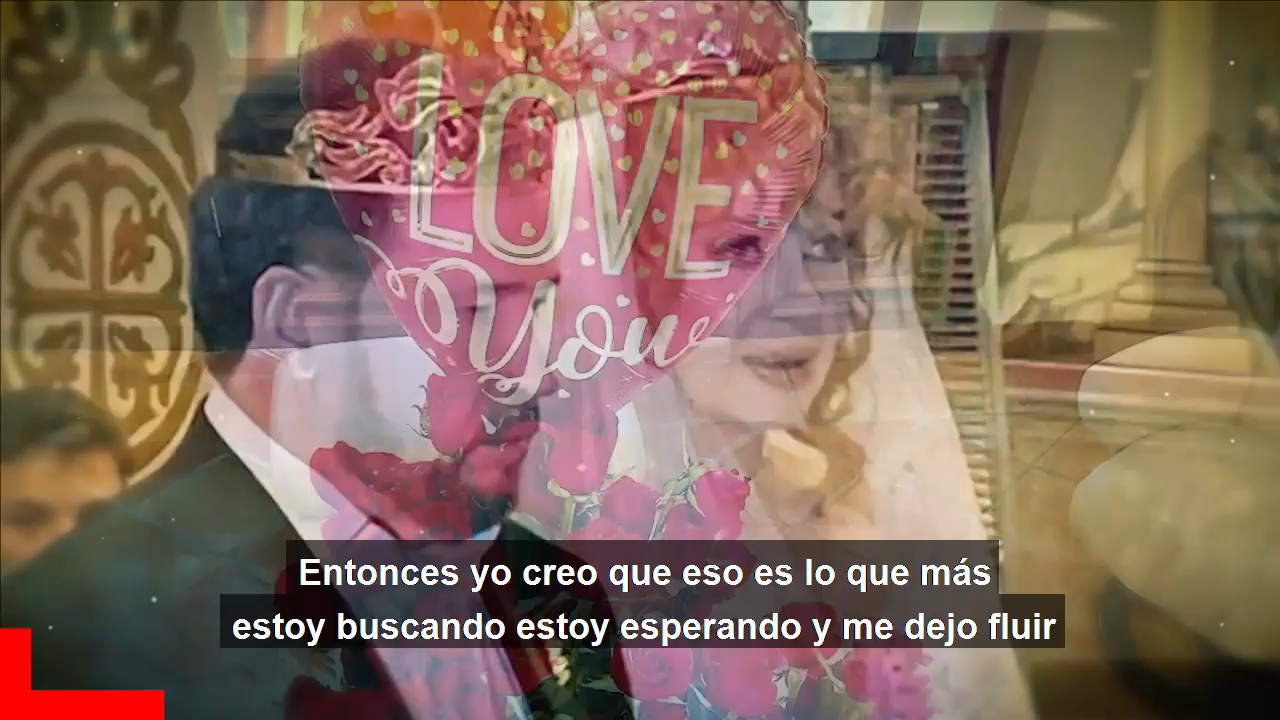 LOVE
You
Entonces yo creo que eso es lo que más
estoy buscando estoy esperando y me dejo fluir